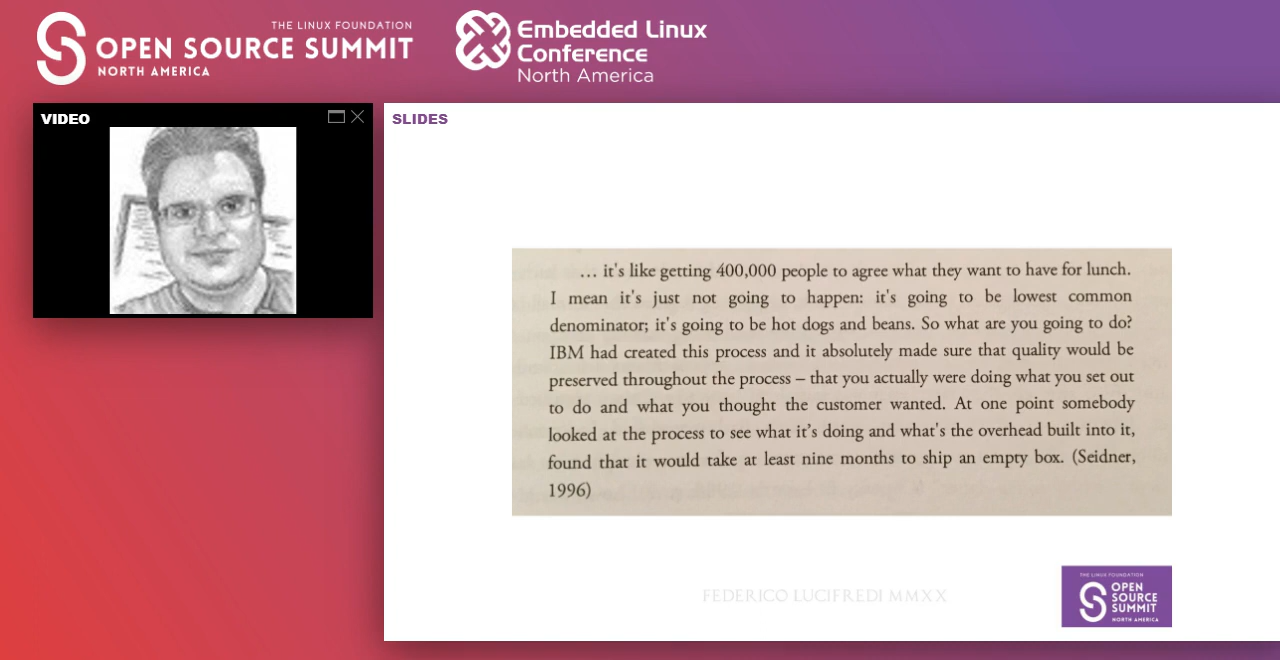 THE LINUX FOUNDATION
OPEN SOURCE SUMMIT
NORTH AMERICA
Embedded Linux
Conference
North America
VIDEO
SLIDES
... it's like getting 400,000 people to agree what they want to have for lunch.
I mean it's just not going to happen: it's going to be lowest common
denominator; it's going to be hot dogs and beans. So what are you going to do?
IBM had created this process and it absolutely made sure that quality would be
preserved throughout the process – that you actually were doing what you set out
to do and what you thought the customer wanted. At one point somebody
looked at the process to see what it's doing and what's the overhead built into it,
found that it would take at least nine months to ship an empty box. (Seidner,
1996)
FEDERICO LUCIFREDI MMXX
THE LINUX FOUNDATION
OPEN
SOURCE
SUMMIT
NORTH AMERICA